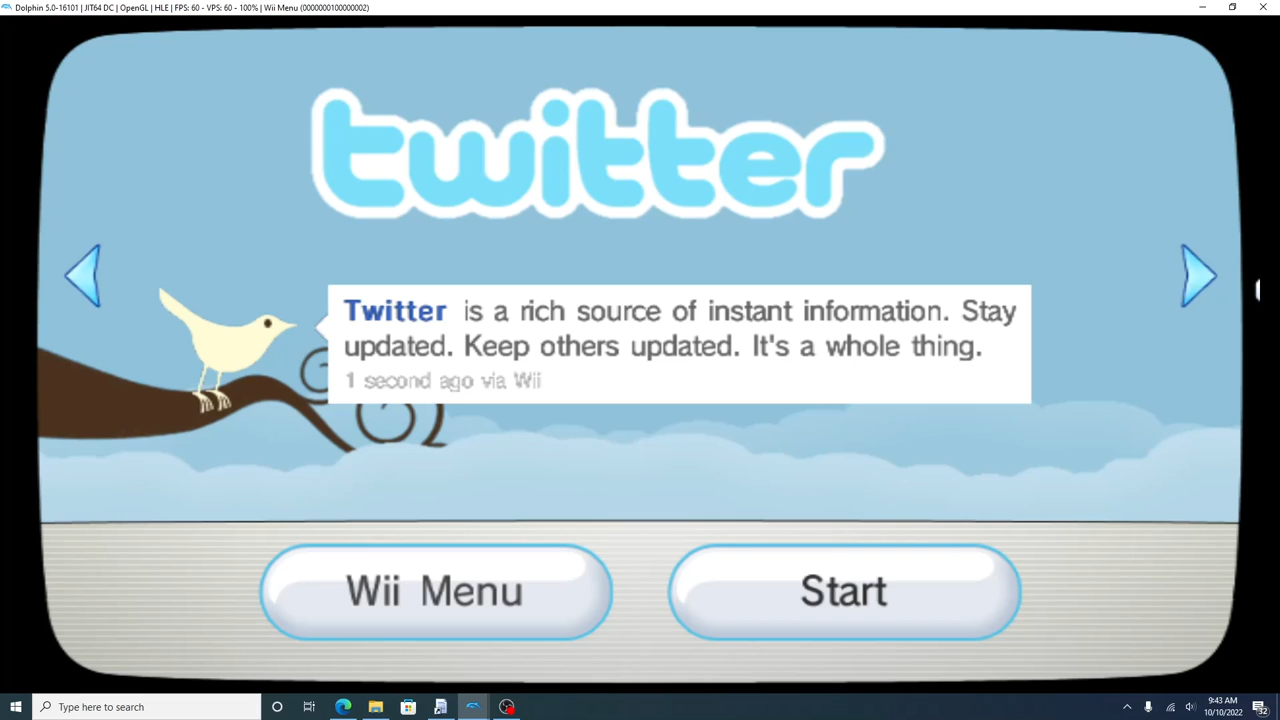 Dolphin 5.0-16101 | JIT64 DC | OpenGL | HLE | FPS: 60 - VPS: 60 - 100% | Wii Menu (0000000100000002)
twitter
Twitter is a rich source of instant information. Stay
updated. Keep others updated. It's a whole thing.
1 second ago via Wii
Wii Menu
Start
Type here to search
9:43 AM
10/10/2022
32